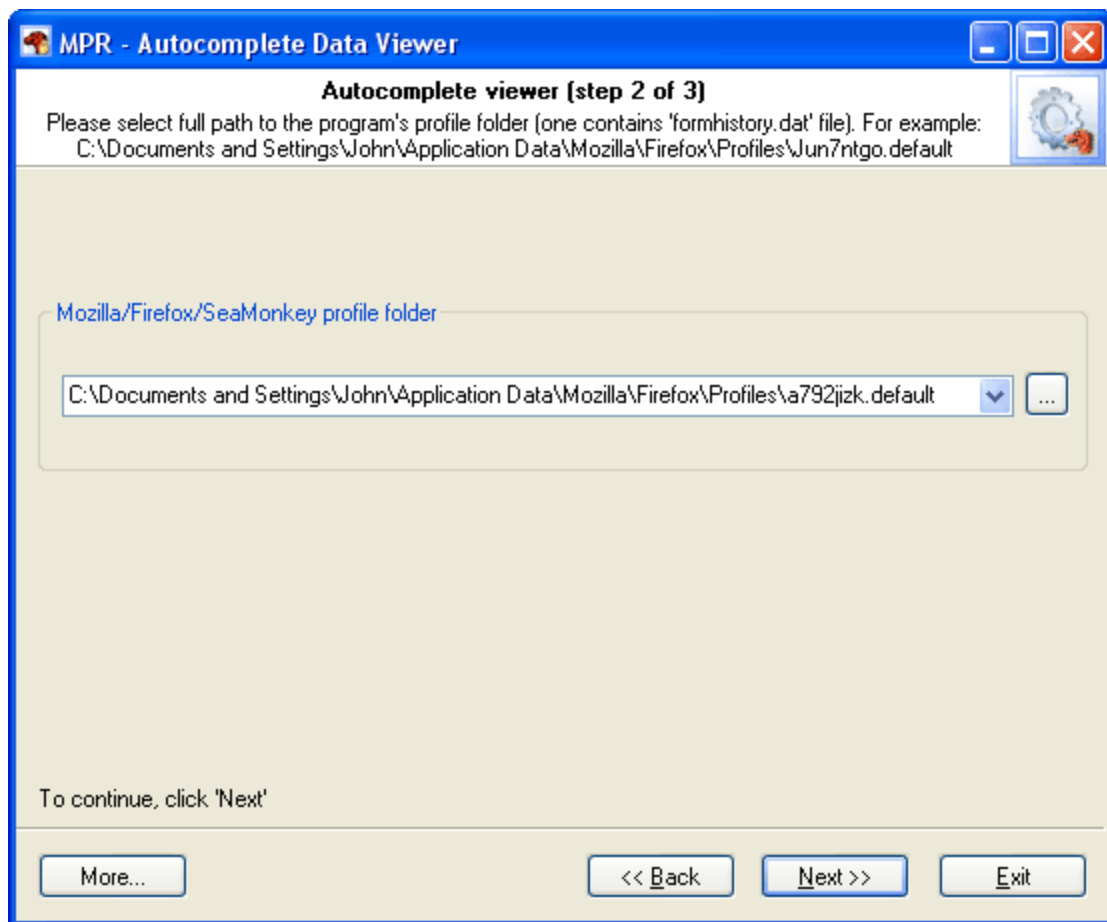 MPR - Autocomplete Data Viewer
Autocomplete viewer (step 2 of 3)
Please select full path to the program's profile folder (one contains 'formhistory.dat' file). For example:
C:\Documents and Settings\John\Application Data\Mozilla\Firefox\Profiles\Jun7ntgo.default
Mozilla/Firefox/SeaMonkey profile folder
C:\Documents and Settings\John\Application Data\Mozilla\Firefox\Profiles\a792jizk.default
...
To continue, click 'Next'
More...
<< Back
Next >>
Exit